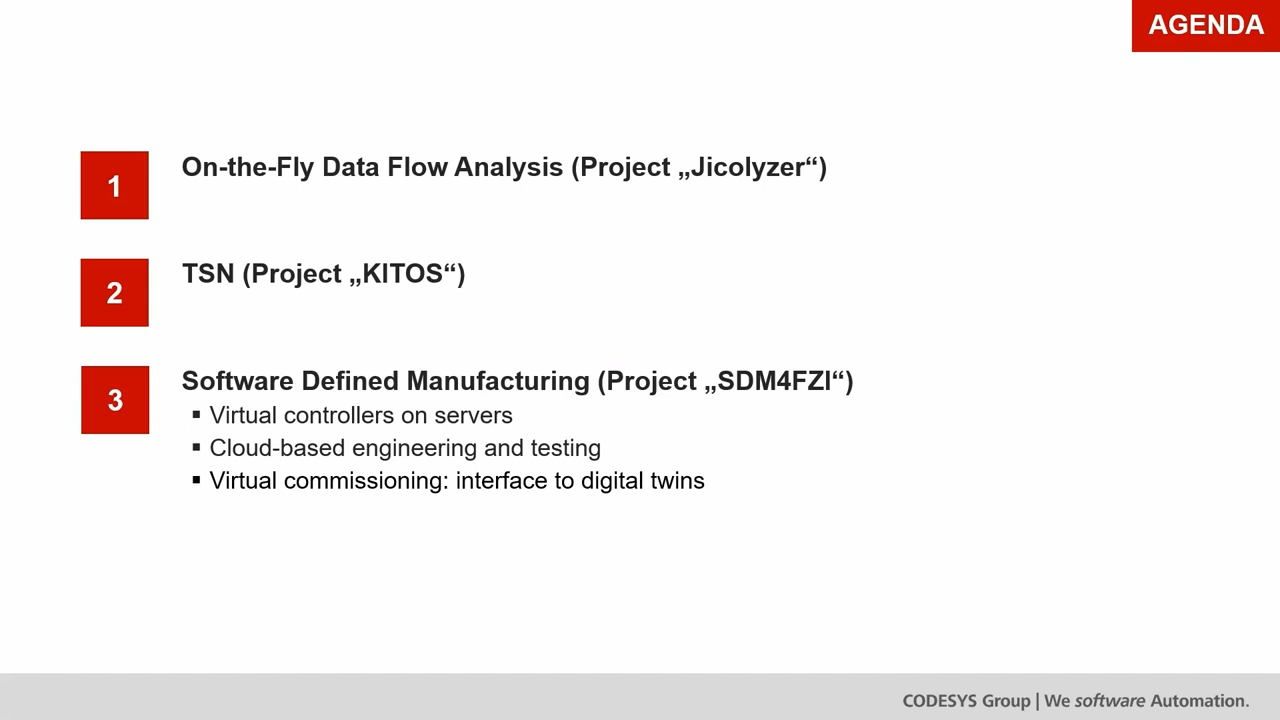 AGENDA
1
On-the-Fly Data Flow Analysis (Project „Jicolyzer“)
2
TSN (Project „KITOS“)
3
Software Defined Manufacturing (Project „SDM4FZI“)
▪ Virtual controllers on servers
▪ Cloud-based engineering and testing
▪ Virtual commissioning: interface to digital twins
CODESYS Group | We software Automation.